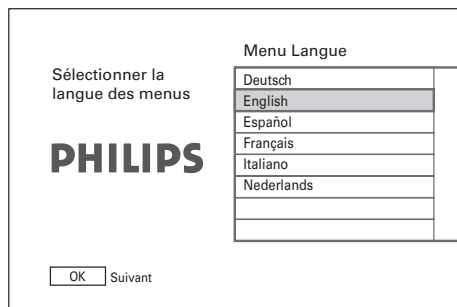 Menu Langue
Sélectionner la
langue des menus
PHILIPS
Deutsch
English
Español
Français
Italiano
Nederlands
OK Suivant